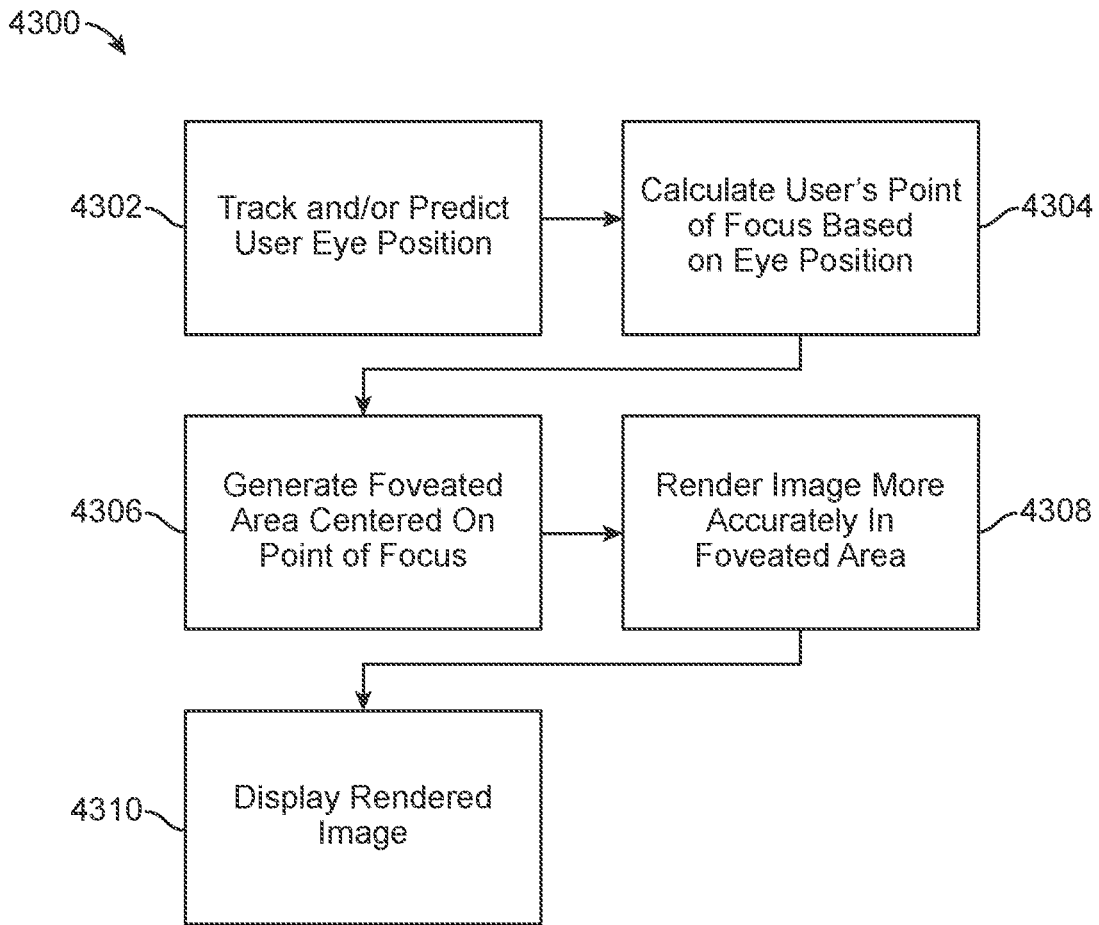 4300
4302
Track and/or Predict
User Eye Position
Calculate User's Point
of Focus Based
on Eye Position
4304
4306
Generate Foveated
Area Centered On
Point of Focus
Render Image More
Accurately In
Foveated Area
4308
4310
Display Rendered
Image